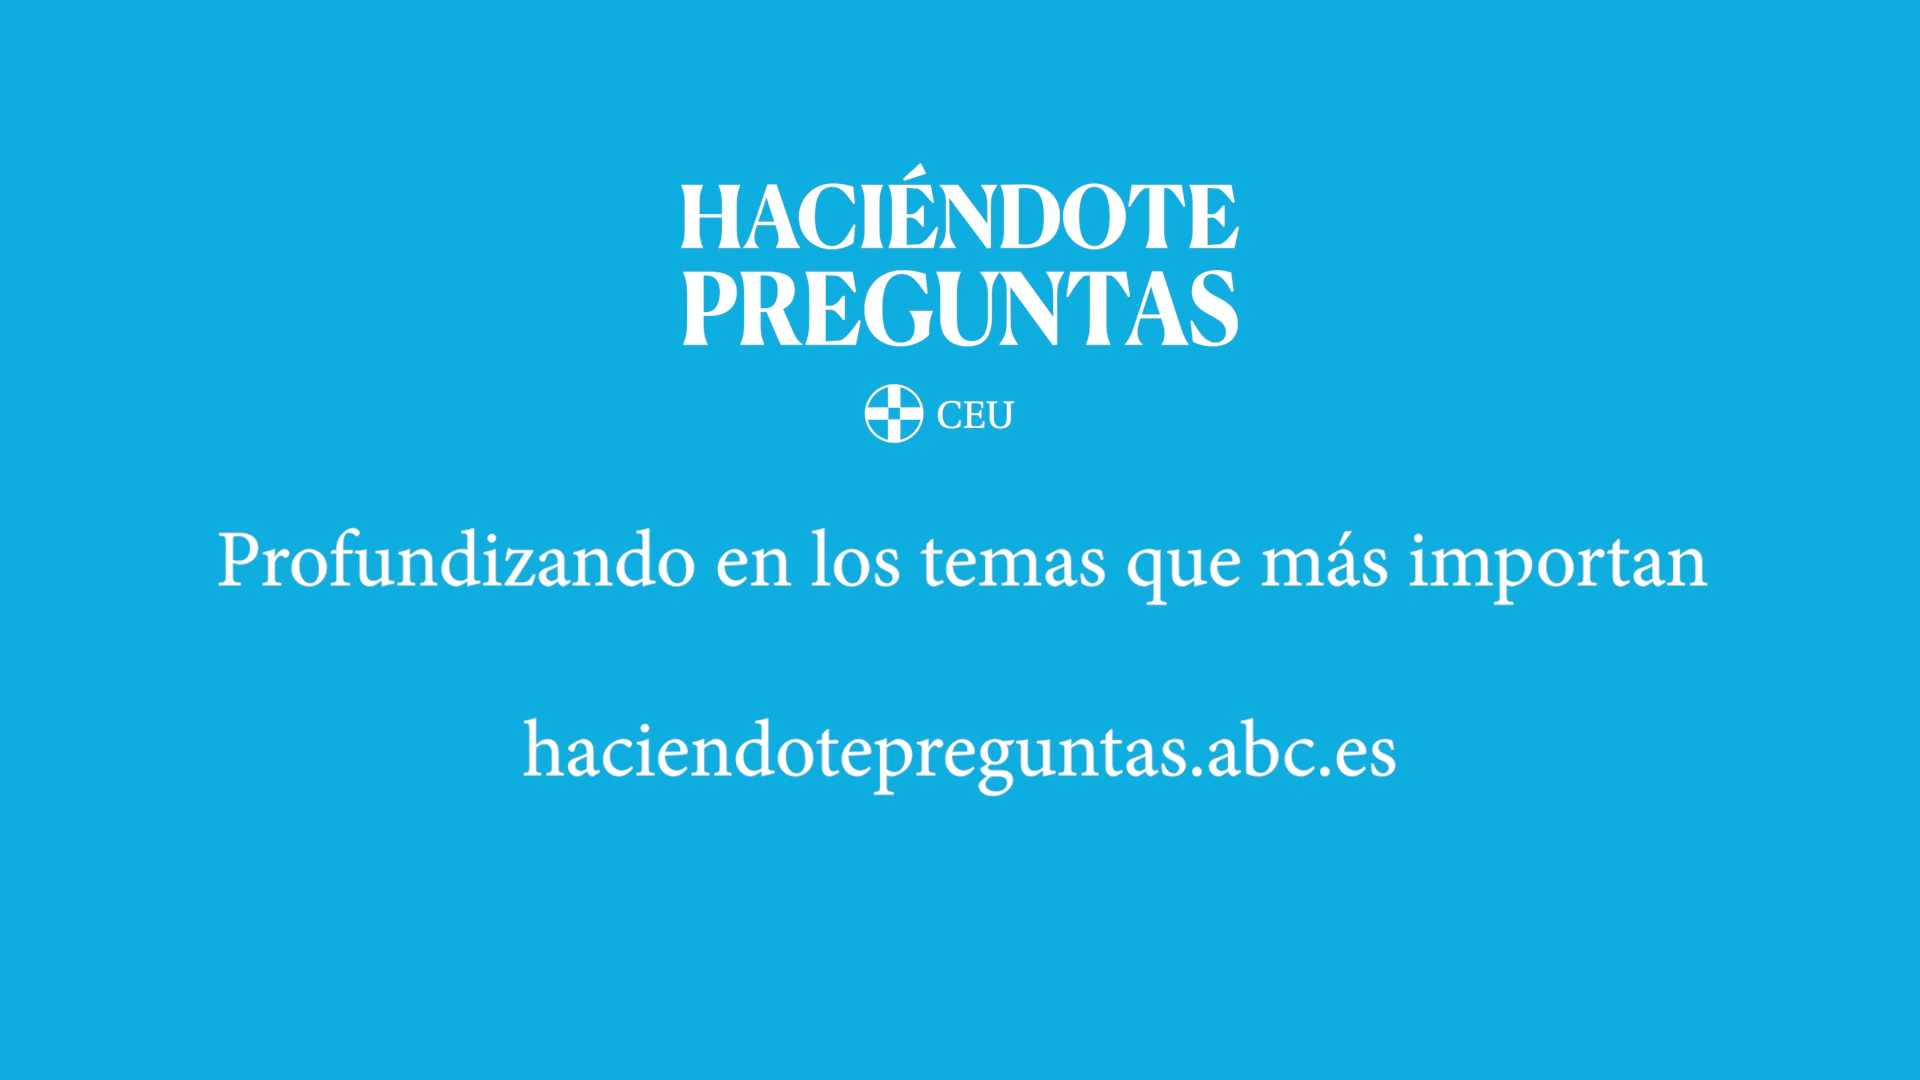 HACIÉNDOTE
PREGUNTAS
CEU
Profundizando en los temas que más importan
haciendotepreguntas.abc.es